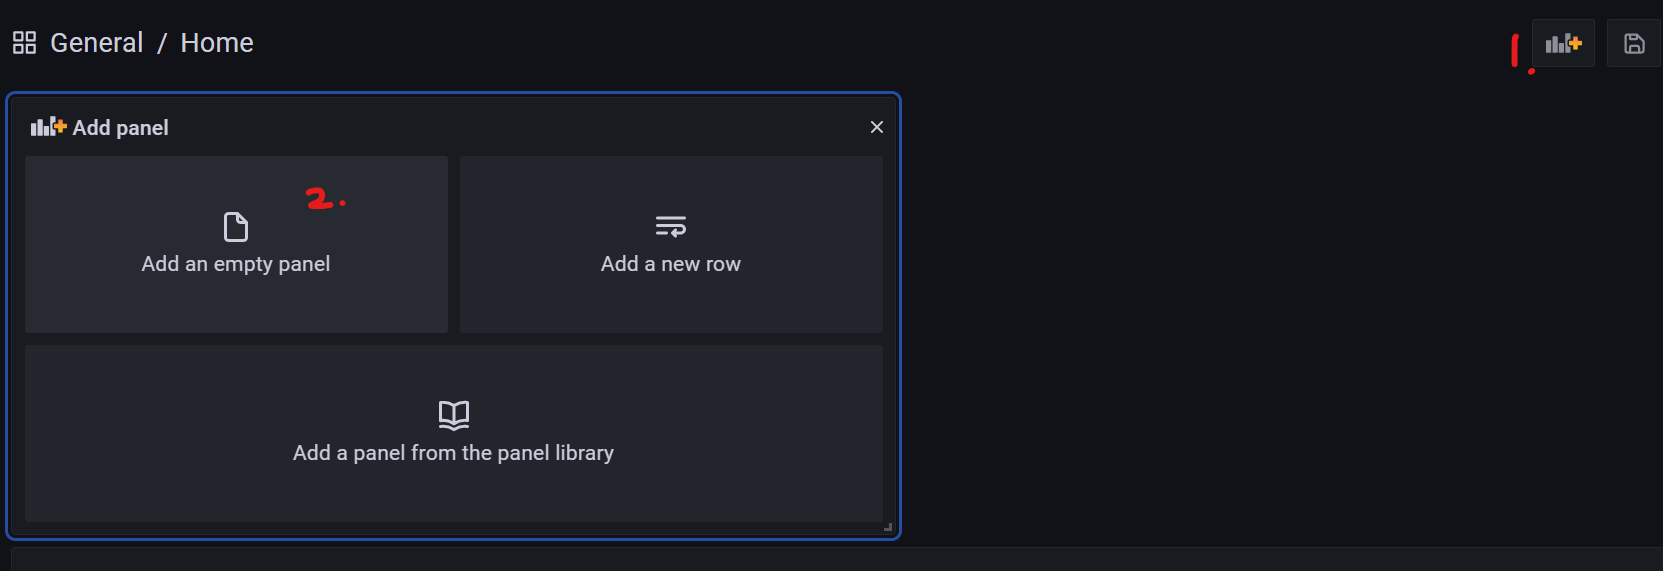 General / Home
1.
Add panel
2.
Add an empty panel
Add a new row
Add a panel from the panel library